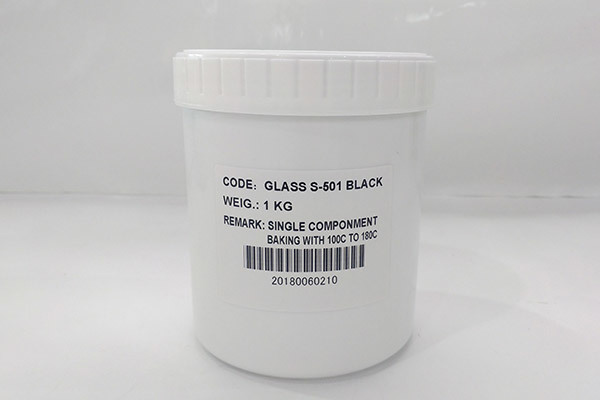 CODE: GLASS S-501 BLACK
WEIG.: 1 KG
REMARK: SINGLE COMPONMENT
BAKING WITH 100C TO 180C
20180060210